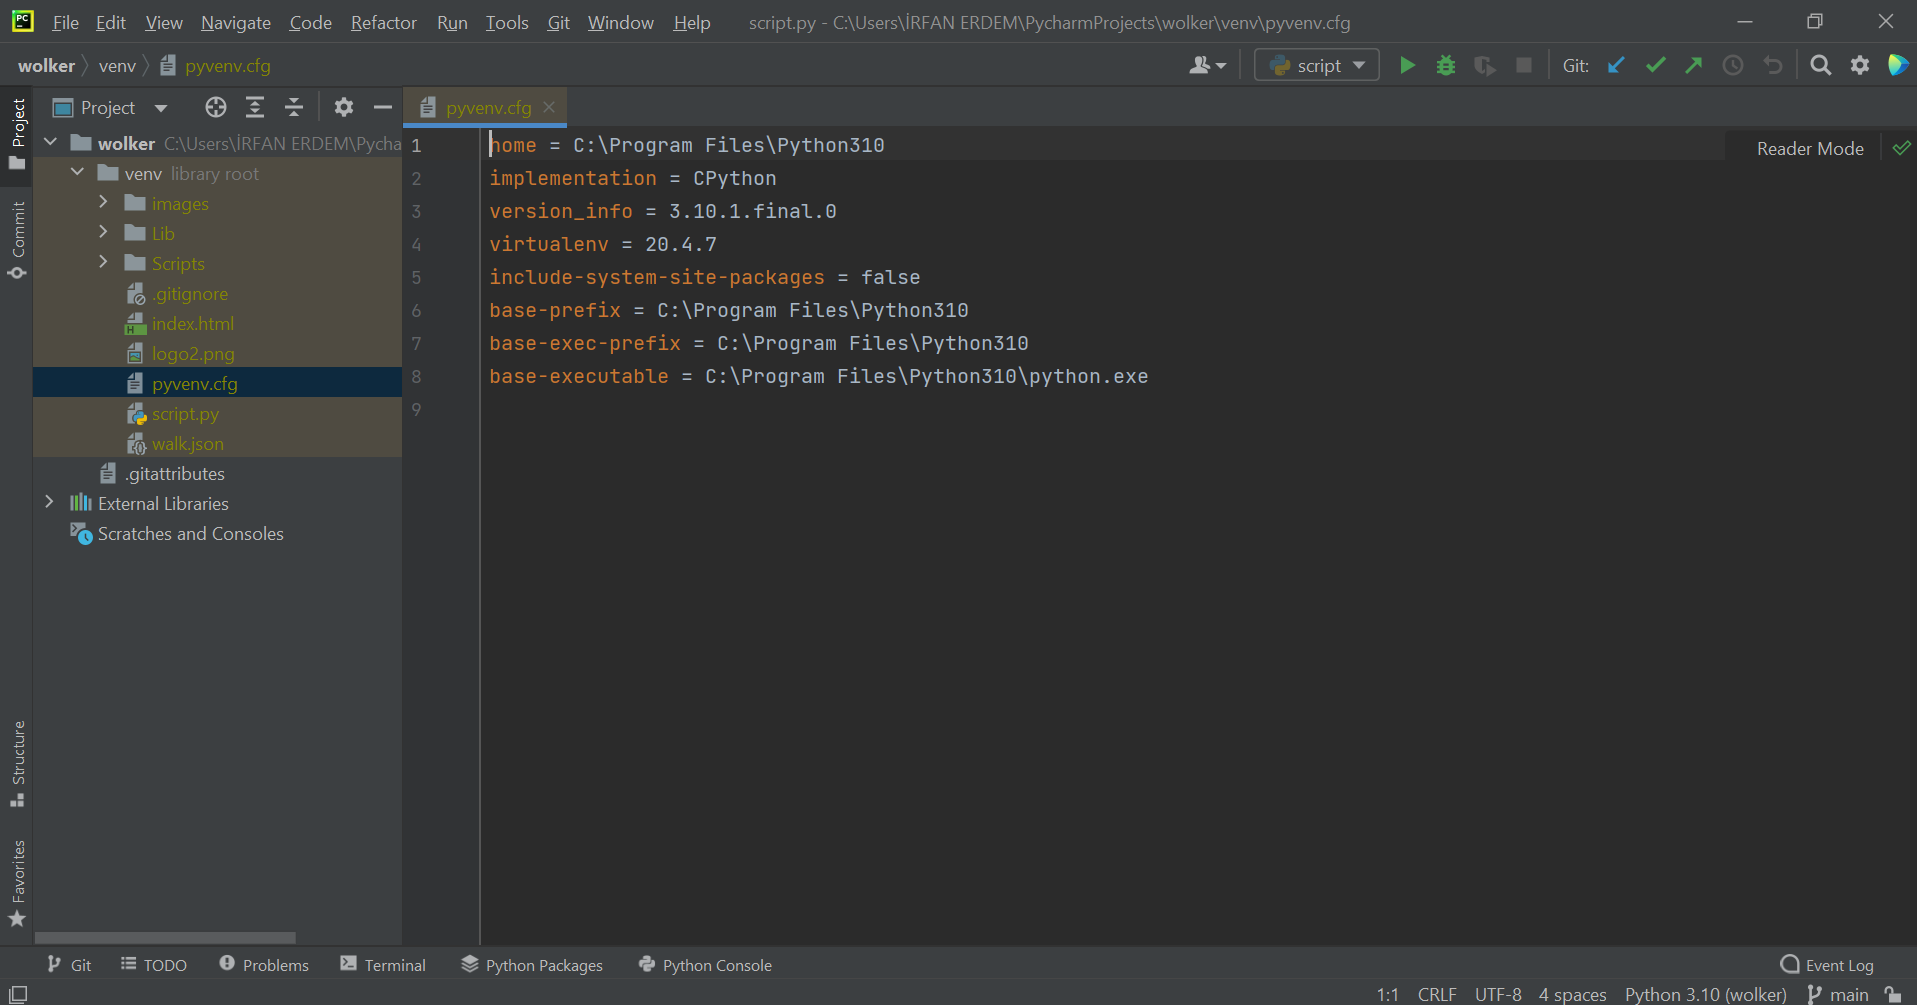 PC File Edit View Navigate Code Refactor Run Tools Git Window Help script.py - C:\Users\İRFAN ERDEM\PycharmProjects\wolker\venv\pyvenv.cfg
wolker venv pyvenv.cfg script Git:
Project
Commit
Structure
Favorites
Project
wolker C:\Users\İRFAN ERDEM\Pycha
venv library root
images
Lib
Scripts
.gitignore
index.html
logo2.png
pyvenv.cfg
script.py
walk.json
.gitattributes
External Libraries
Scratches and Consoles
pyvenv.cfg
Reader Mode
1 home = C:\Program Files\Python310
2 implementation = CPython
3 version_info = 3.10.1.final.0
4 virtualenv = 20.4.7
5 include-system-site-packages = false
6 base-prefix = C:\Program Files\Python310
7 base-exec-prefix = C:\Program Files\Python310
8 base-executable = C:\Program Files\Python310\python.exe
9
Git TODO Problems Terminal Python Packages Python Console Event Log
1:1 CRLF UTF-8 4 spaces Python 3.10 (wolker) main